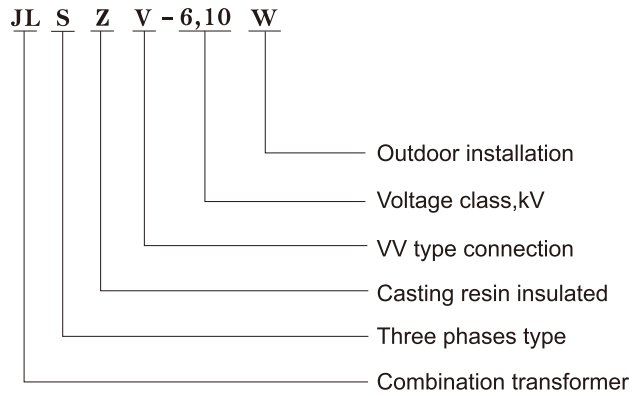 JL S Z V - 6,10 W
Outdoor installation
Voltage class,kV
VV type connection
Casting resin insulated
Three phases type
Combination transformer